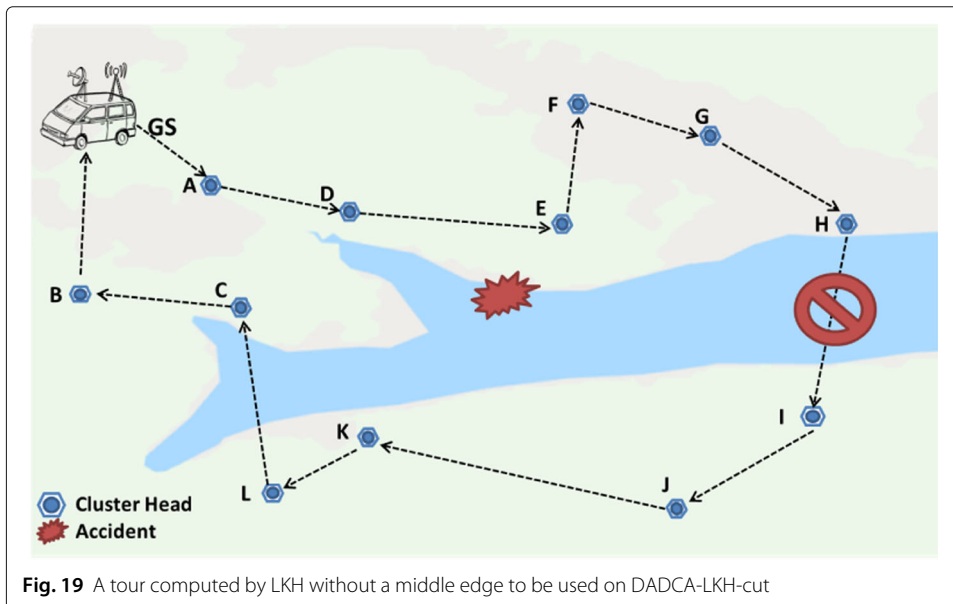 GS
F
G
A
D
E
H
B
C
I
K
J
L
Cluster Head
Accident
Fig. 19 A tour computed by LKH without a middle edge to be used on DADCA-LKH-cut